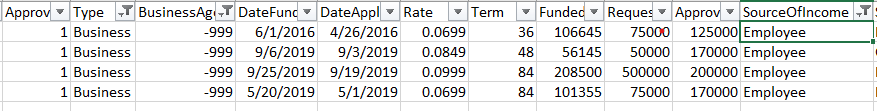 Approv Type BusinessAge DateFund DateAppl Rate Term Funded Reques Approv SourceOfIncome
1 Business -999 6/1/2016 4/26/2016 0.0699 36 106645 75000 125000 Employee
1 Business -999 9/6/2019 9/3/2019 0.0849 48 56145 50000 170000 Employee
1 Business -999 9/25/2019 9/19/2019 0.0999 84 208500 500000 200000 Employee
1 Business -999 5/20/2019 5/1/2019 0.0699 84 101355 75000 170000 Employee